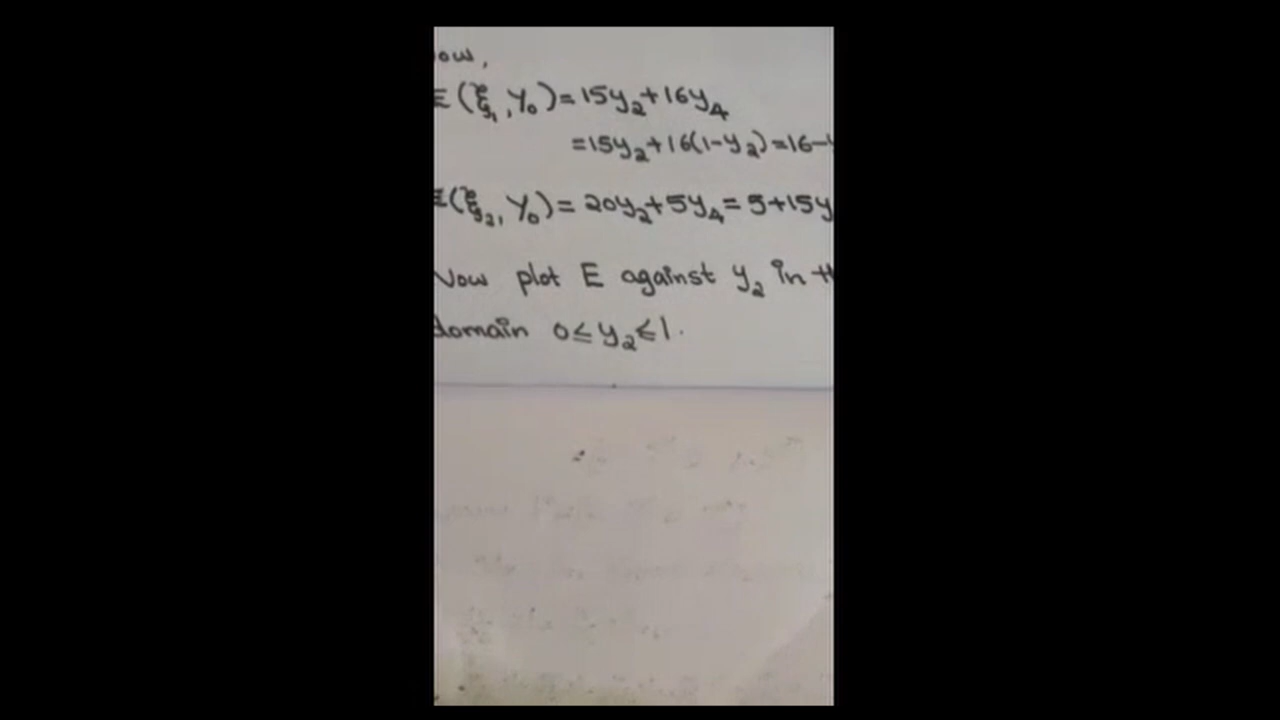 ow,
E(ξ₁, Y₀) = 15y₂ + 16y₄
= 15y₂ + 16(1 - y₂) = 16 -
E(ξ₂, Y₀) = 20y₂ + 5y₄ = 5 + 15y
Now plot E against y₂ in
domain 0 ≤ y₂ ≤ 1.